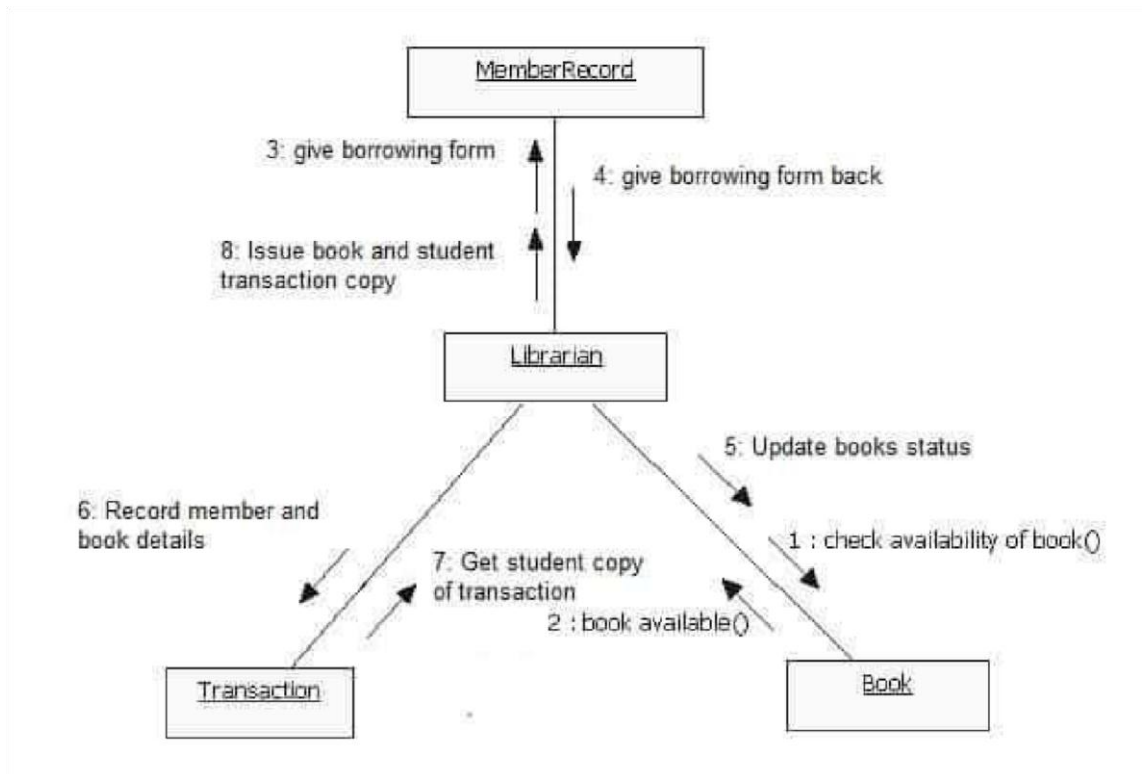 MemberRecord
3: give borrowing form
4: give borrowing form back
8: Issue book and student
transaction copy
Librarian
5: Update books status
6: Record member and
book details
1 : check availability of book()
7: Get student copy
of transaction
2 : book available()
Transaction
Book